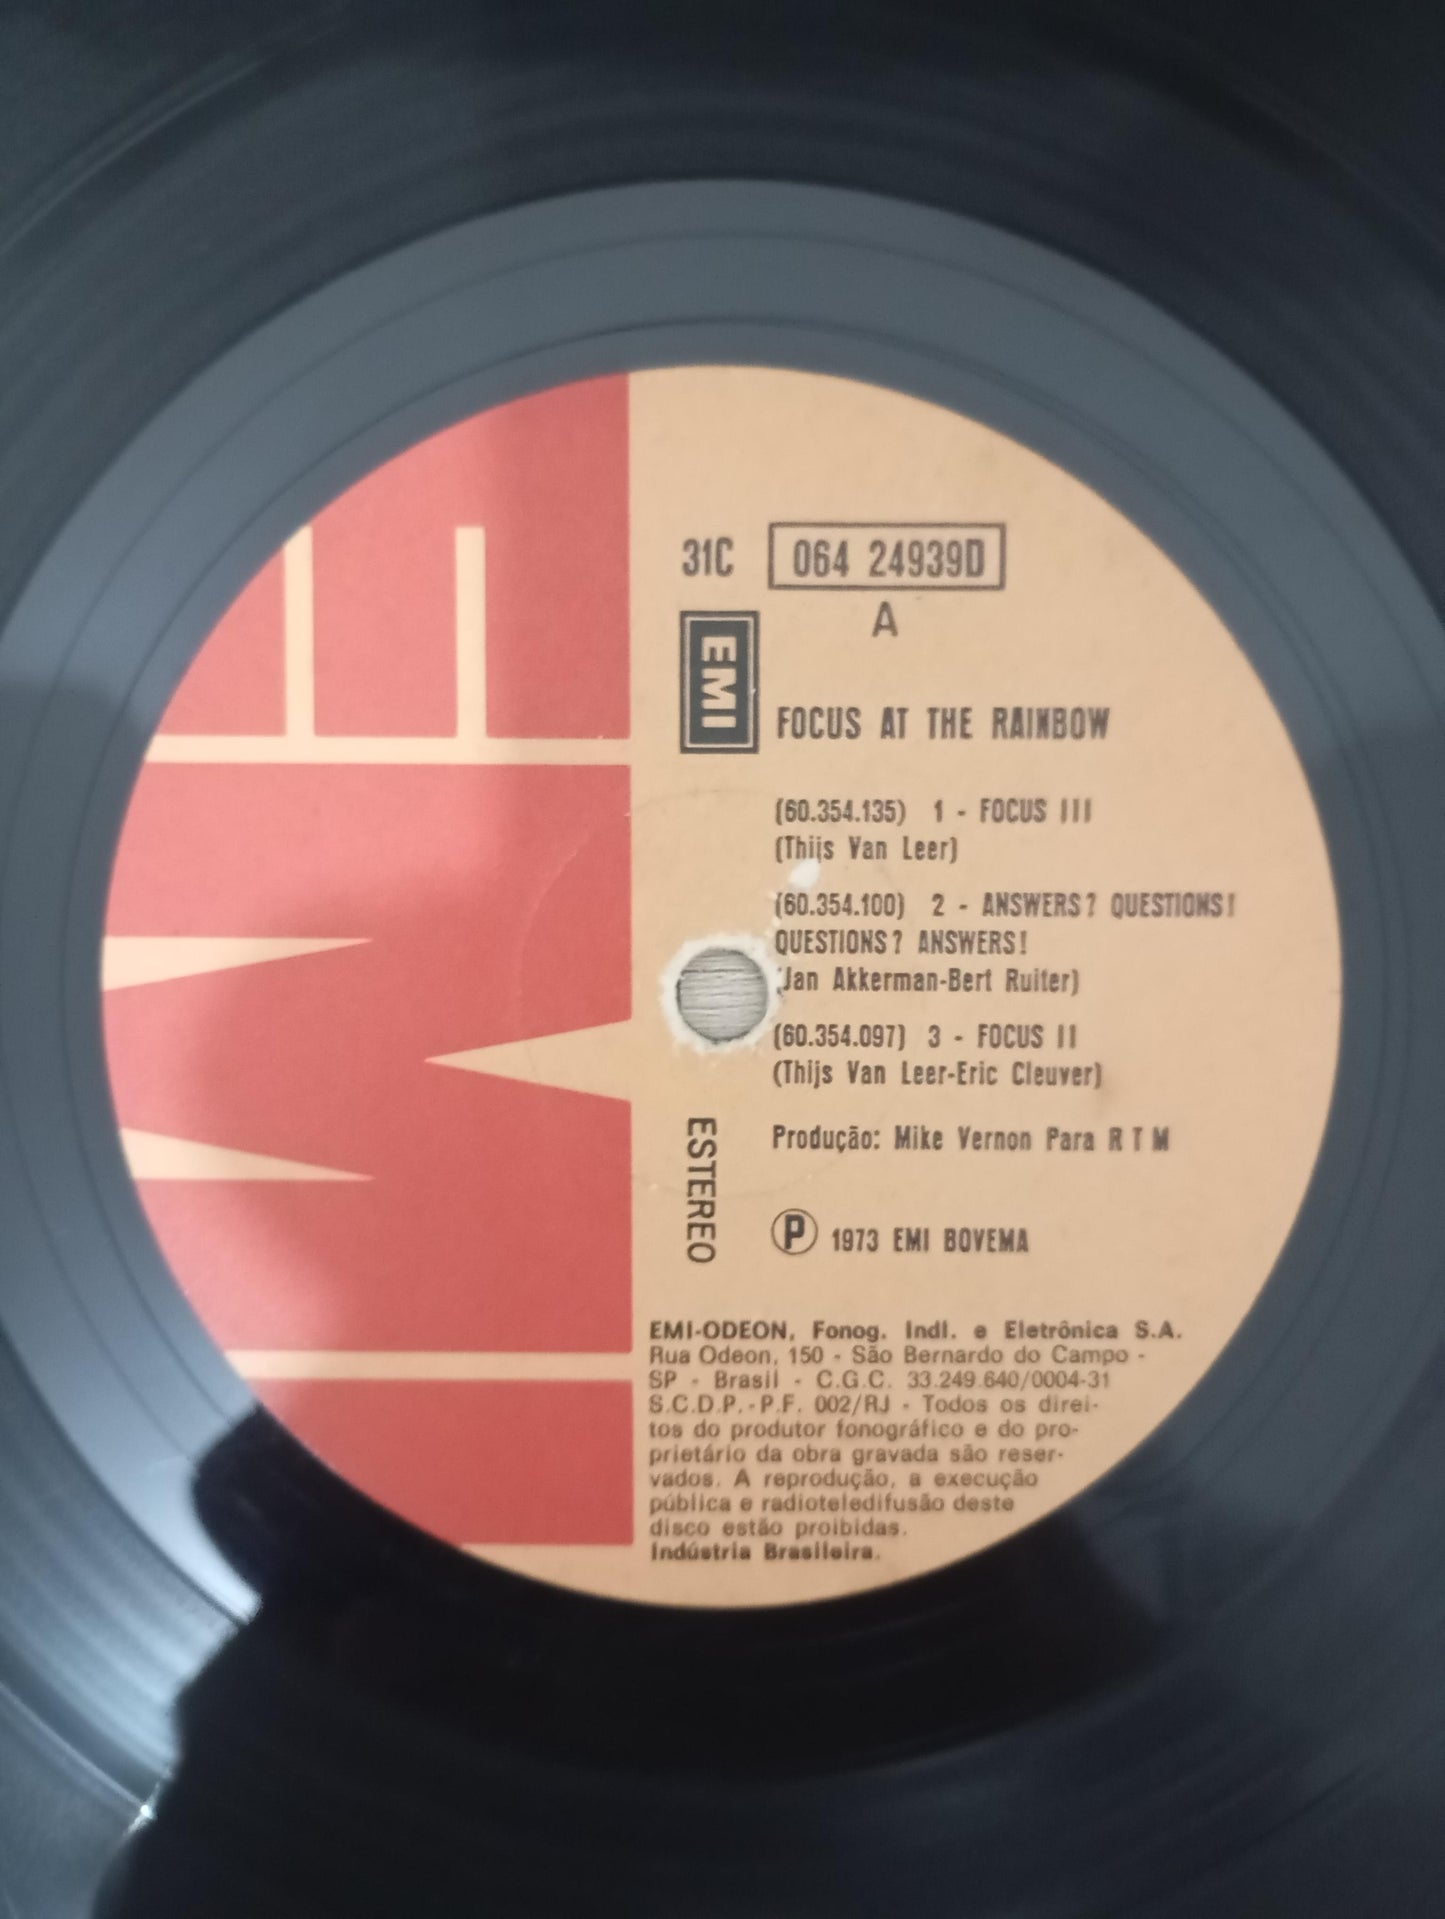 31C 064 24939D
A
EMI
FOCUS AT THE RAINBOW
(60.354.135) 1 - FOCUS III
(Thijs Van Leer)
(60.354.100) 2 - ANSWERS? QUESTIONS!
QUESTIONS? ANSWERS!
(Jan Akkerman-Bert Ruiter)
(60.354.097) 3 - FOCUS II
(Thijs Van Leer-Eric Cleuver)
Produção: Mike Vernon Para R T M
ESTEREO
Ⓟ 1973 EMI BOVEMA
EMI-ODEON, Fonog. Indl. e Eletrônica S.A.
Rua Odeon, 150 - São Bernardo do Campo -
SP - Brasil - C.G.C. 33.249.640/0004-31
S.C.D.P.-P.F. 002/RJ - Todos os direi-
tos do produtor fonográfico e do pro-
prietário da obra gravada são reser-
vados. A reprodução, a execução
pública e radioteledifusão deste
disco estão proibidas.
Indústria Brasileira.